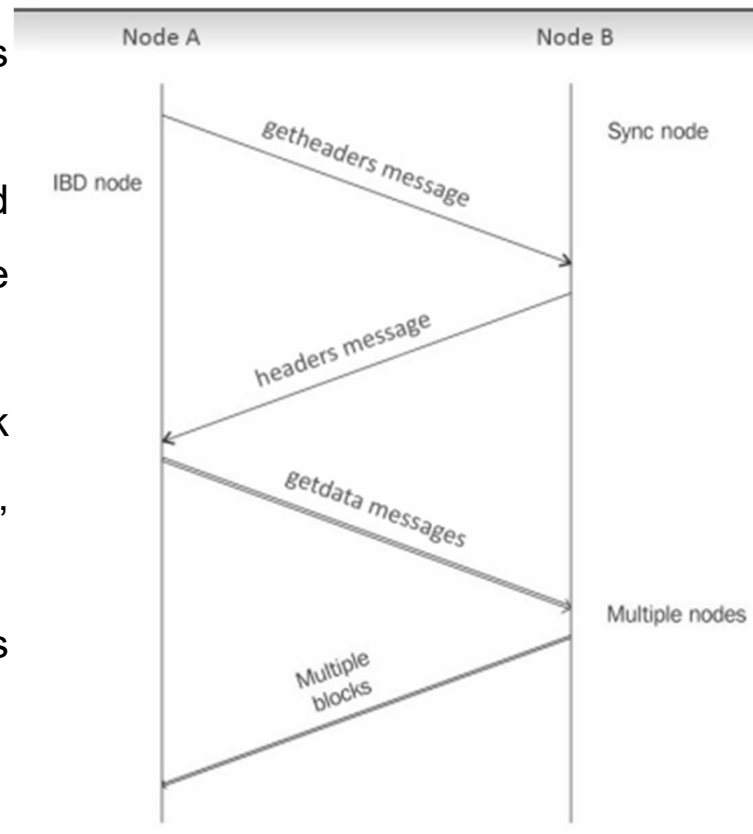 Node A
Node B
s
getheaders message
Sync node
IBD node
d
e
headers message
k
getdata messages
,
Multiple nodes
s
Multiple
blocks